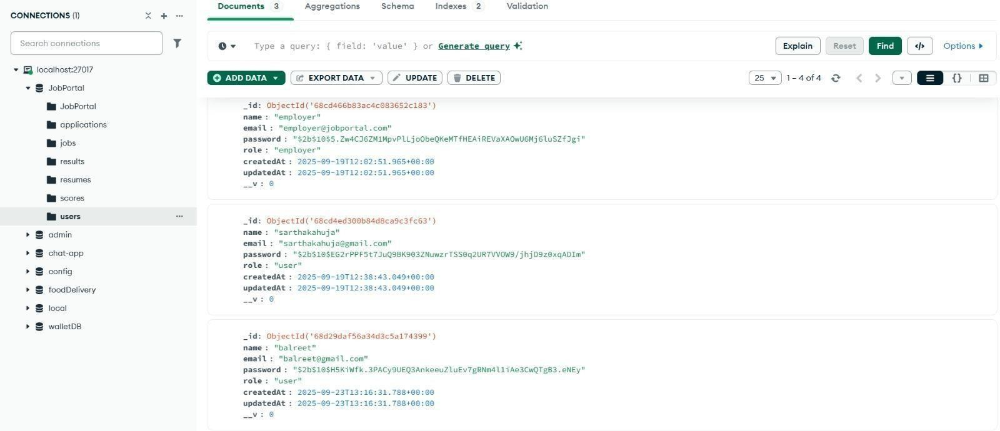 CONNECTIONS (1)
Search connections
localhost:27017
JobPortal
JobPortal
applications
jobs
results
resumes
scores
users
admin
chat-app
config
foodDelivery
local
walletDB
Documents 3 Aggregations Schema Indexes 2 Validation
Type a query: { field: 'value' } or Generate query
Explain Reset Find </> Options
ADD DATA EXPORT DATA UPDATE DELETE 25 1 – 4 of 4 {}
_id: ObjectId('68cd466b83ac4c083652c183')
name : "employer"
email : "employer@jobportal.com"
password : "$2b$10$5.Zw4CJ6ZM1MpvPlLjoObeQKeMTfHEAiREVaXAOwU6Mj6luSZfJgi"
role : "employer"
createdAt : 2025-09-19T12:02:51.965+00:00
updatedAt : 2025-09-19T12:02:51.965+00:00
__v : 0
_id: ObjectId('68cd4ed300b84d8ca9c3fc63')
name : "sarthakahuja"
email : "sarthakahuja@gmail.com"
password : "$2b$10$EG2rPPF5t7JuQ9BK903ZNuwzrTSS0q2UR7VVOW9/jhjD9z0xqADIm"
role : "user"
createdAt : 2025-09-19T12:38:43.049+00:00
updatedAt : 2025-09-19T12:38:43.049+00:00
__v : 0
_id: ObjectId('68d29daf56a34d3c5a174399')
name : "balreet"
email : "balreet@gmail.com"
password : "$2b$10$H5KiWfk.3PACy9UEQ3AnkeeuZluEv7gRNm4l1iAe3CwQTgB3.eNEy"
role : "user"
createdAt : 2025-09-23T13:16:31.788+00:00
updatedAt : 2025-09-23T13:16:31.788+00:00
__v : 0